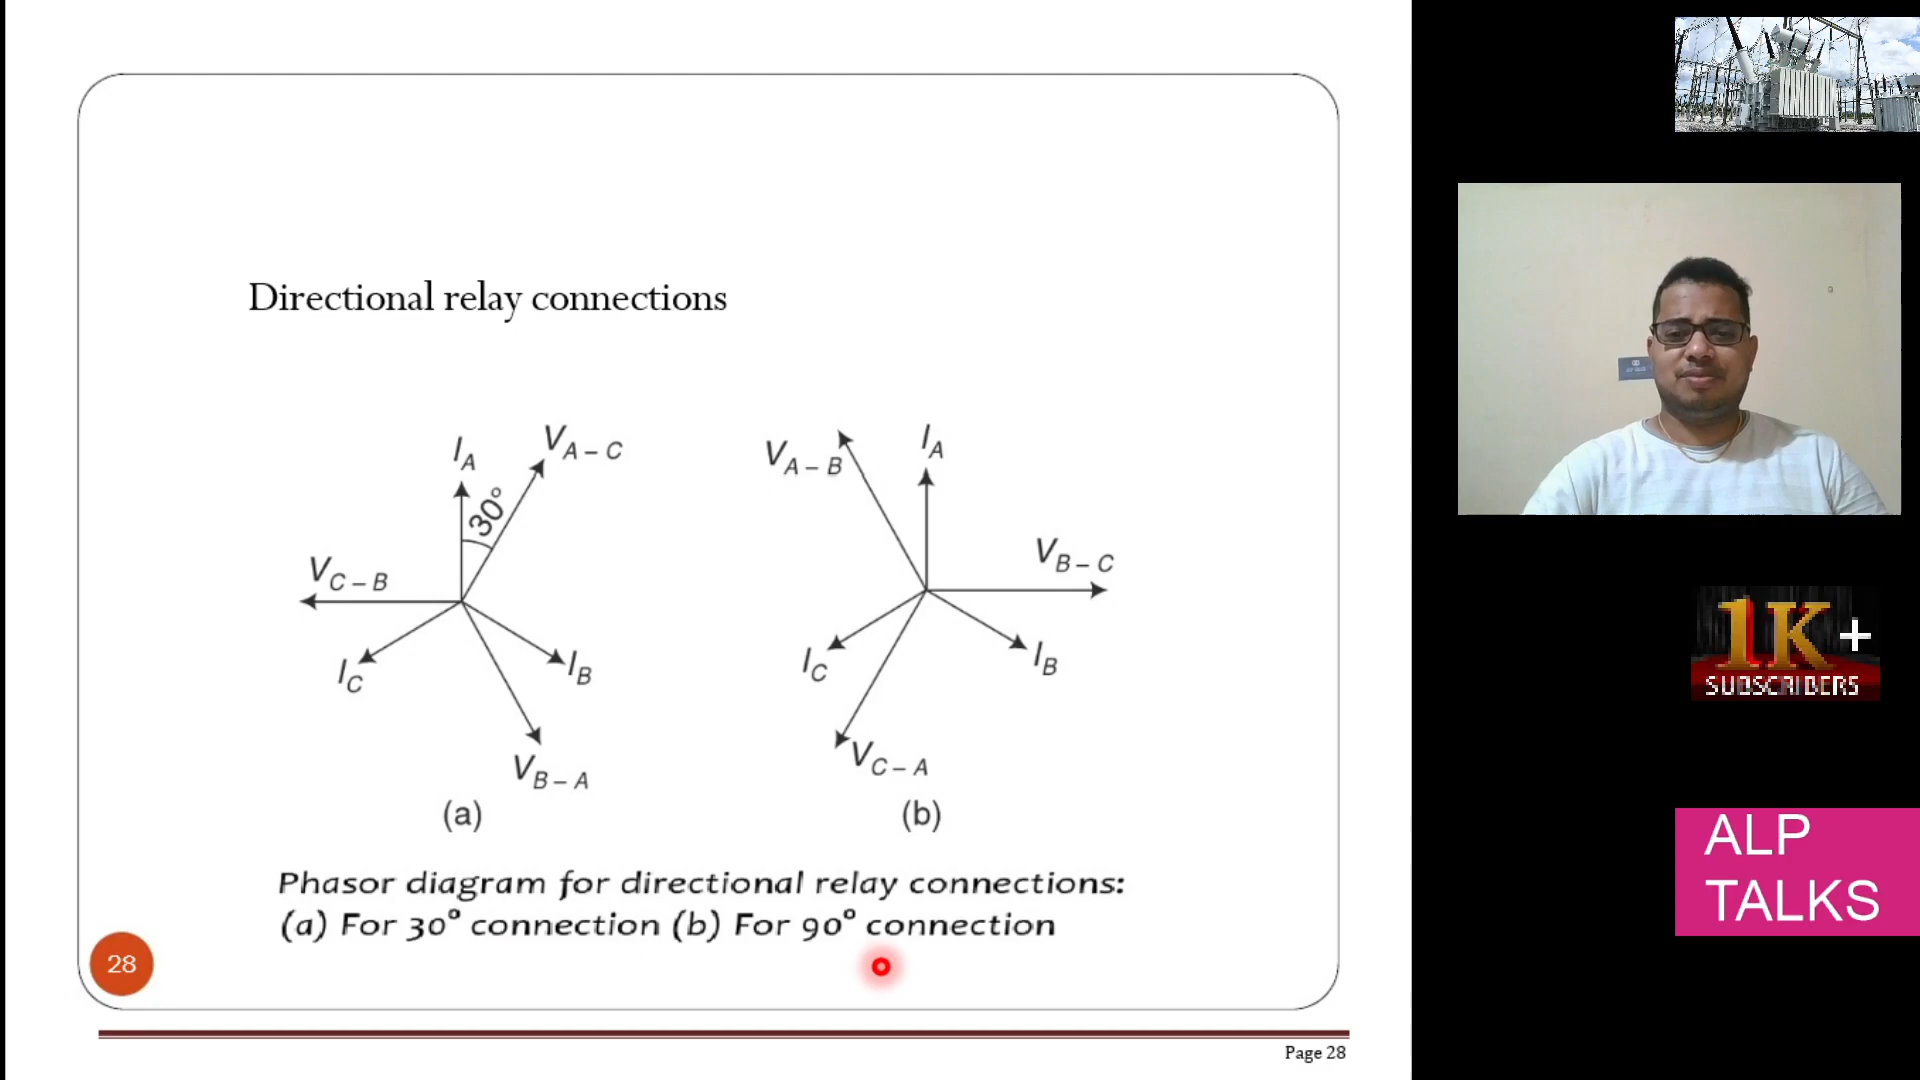 Directional relay connections
I_A
V_A – C
30°
V_C – B
I_C
I_B
V_B – A
(a)
V_A – B
I_A
V_B – C
I_C
I_B
V_C – A
(b)
Phasor diagram for directional relay connections:
(a) For 30° connection (b) For 90° connection
28
Page 28
1K+
SUBSCRIBERS
ALP
TALKS